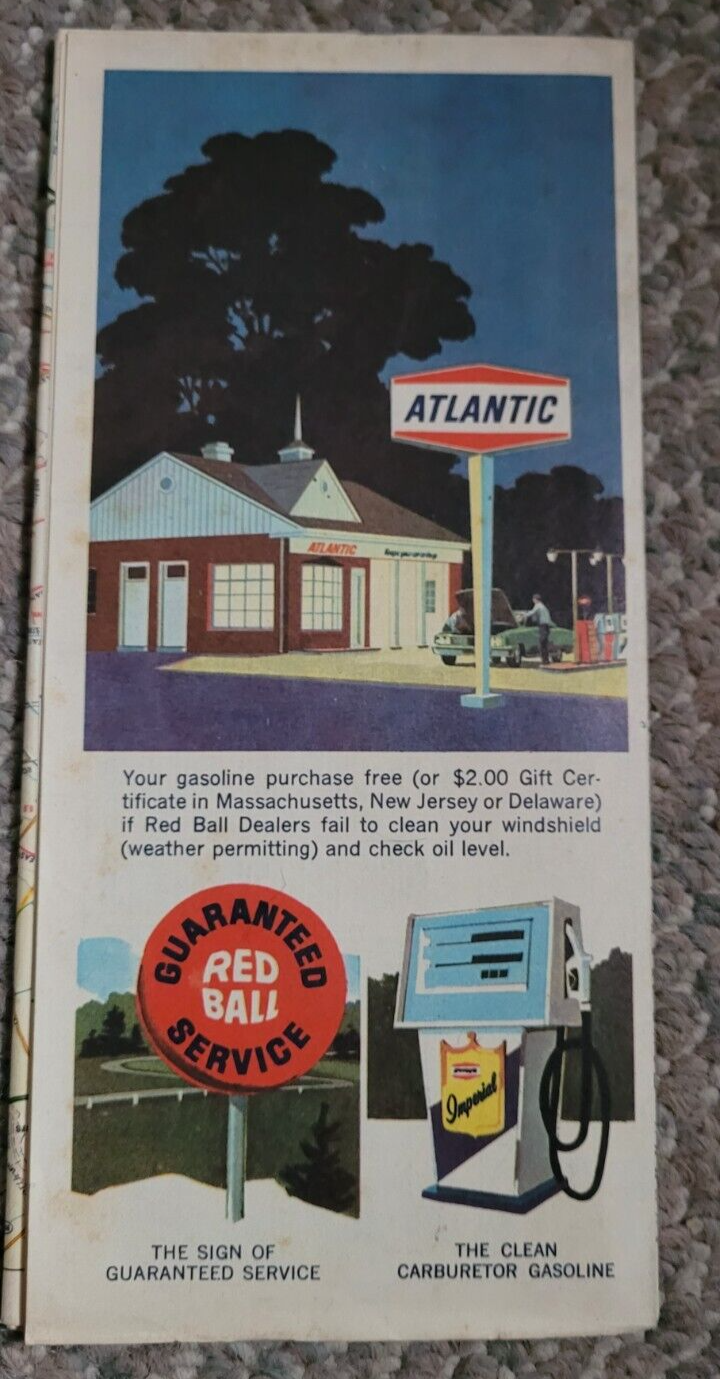 ATLANTIC
ATLANTIC
Your gasoline purchase free (or $2.00 Gift Cer-
tificate in Massachusetts, New Jersey or Delaware)
if Red Ball Dealers fail to clean your windshield
(weather permitting) and check oil level.
GUARANTEED
RED
BALL
SERVICE
Imperial
THE SIGN OF
GUARANTEED SERVICE
THE CLEAN
CARBURETOR GASOLINE